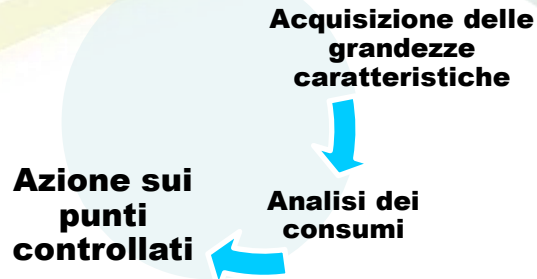 Acquisizione delle
grandezze
caratteristiche
Analisi dei
consumi
Azione sui
punti
controllati